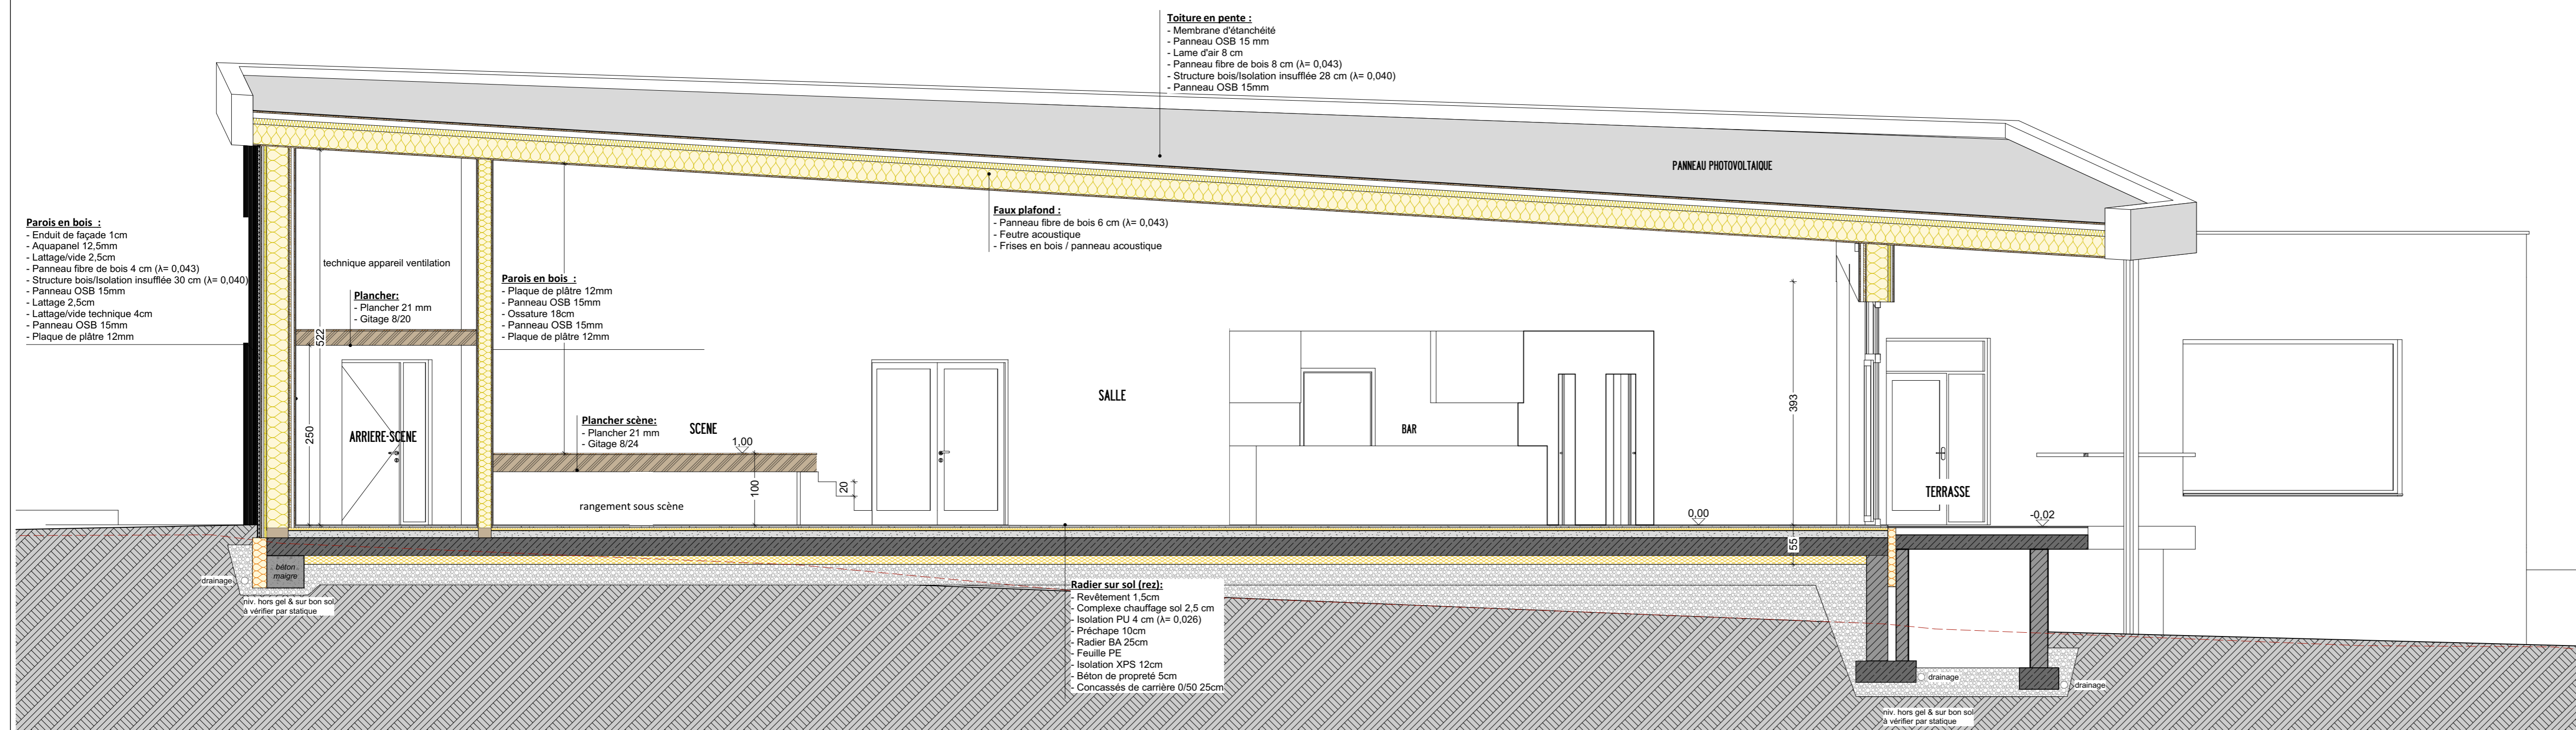 Toiture en pente :
- Membrane d'étanchéité
- Panneau OSB 15 mm
- Lame d'air 8 cm
- Panneau fibre de bois 8 cm (λ= 0,043)
- Structure bois/Isolation insufflée 28 cm (λ= 0,040)
- Panneau OSB 15mm
PANNEAU PHOTOVOLTAIQUE
Faux plafond :
- Panneau fibre de bois 6 cm (λ= 0,043)
- Feutre acoustique
- Frises en bois / panneau acoustique
Parois en bois :
- Enduit de façade 1cm
- Aquapanel 12,5mm
- Lattage/vide 2,5cm
- Panneau fibre de bois 4 cm (λ= 0,043)
- Structure bois/Isolation insufflée 30 cm (λ= 0,040)
- Panneau OSB 15mm
- Lattage 2,5cm
- Lattage/vide technique 4cm
- Panneau OSB 15mm
- Plaque de plâtre 12mm
technique appareil ventilation
Plancher:
- Plancher 21 mm
- Gitage 8/20
522
Parois en bois :
- Plaque de plâtre 12mm
- Panneau OSB 15mm
- Ossature 18cm
- Panneau OSB 15mm
- Plaque de plâtre 12mm
SALLE
393
250
ARRIERE-SCENE
Plancher scène:
- Plancher 21 mm
- Gitage 8/24
SCENE
1,00
BAR
100
20
rangement sous scène
TERRASSE
0,00
-0,02
55
béton
maigre
drainage
niv. hors gel & sur bon sol
à vérifier par statique
Radier sur sol (rez):
- Revêtement 1,5cm
- Complexe chauffage sol 2,5 cm
- Isolation PU 4 cm (λ= 0,026)
- Préchape 10cm
- Radier BA 25cm
- Feuille PE
- Isolation XPS 12cm
- Béton de propreté 5cm
- Concassés de carrière 0/50 25cm
drainage
drainage
niv. hors gel & sur bon sol
à vérifier par statique